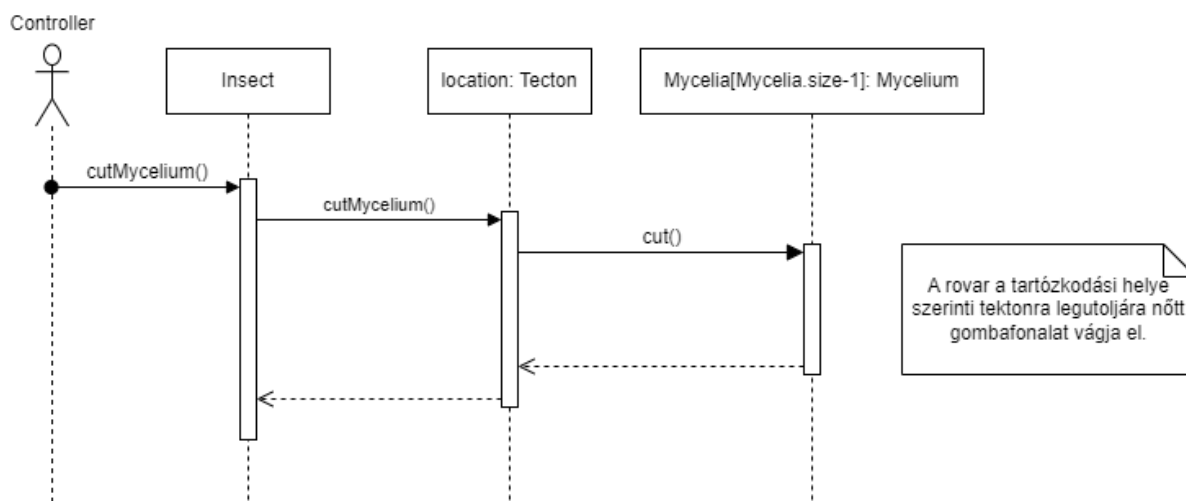 Controller
Insect
location: Tecton
Mycelia[Mycelia.size-1]: Mycelium
cutMycelium()
cutMycelium()
cut()
A rovar a tartózkodási helye
szerinti tektonra legutoljára nőtt
gombafonalat vágja el.